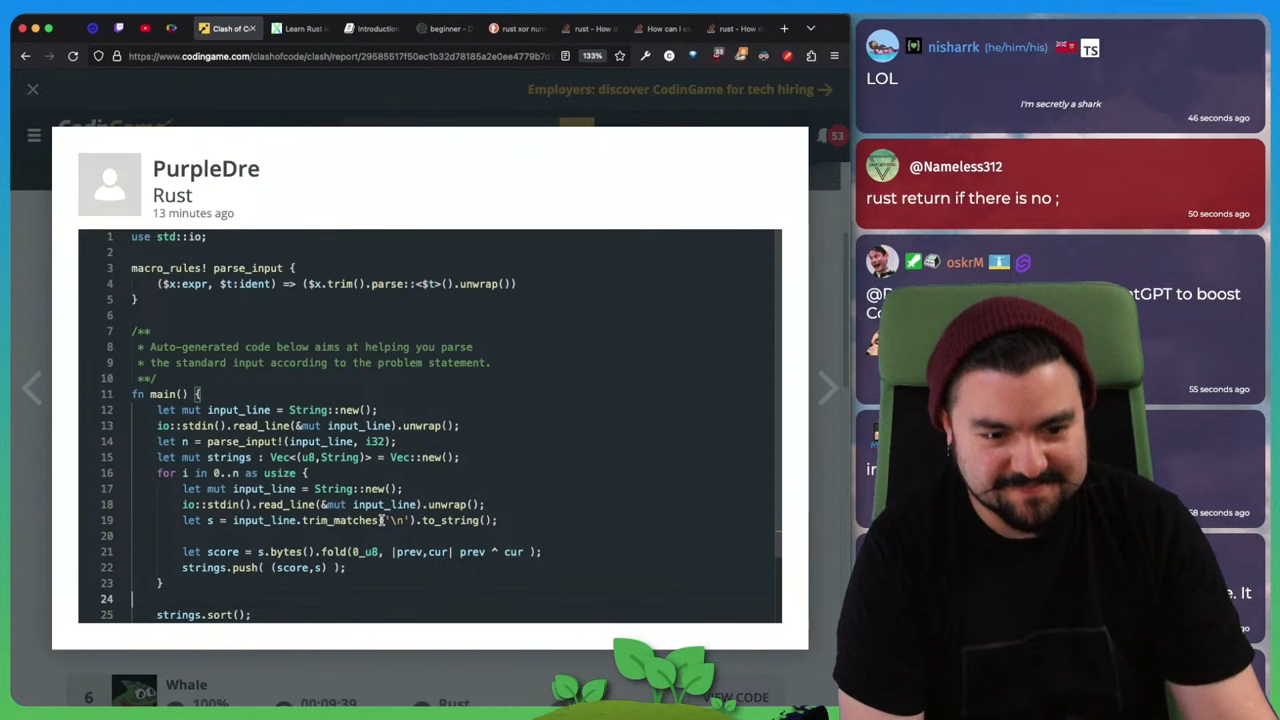 Clash of C
Learn Rust in
Introduction
beginner - D
rust xor num
rust - How d
How can I c
rust - How d
https://www.codingame.com/clashofcode/clash/report/29585517f50ec1b32d78185a2e0ee4779b7d
133%
Employers: discover CodinGame for tech hiring
CodinGame
53
PurpleDre
Rust
13 minutes ago
1 use std::io;
2
3 macro_rules! parse_input {
4 ($x:expr, $t:ident) => ($x.trim().parse::<$t>().unwrap())
5 }
6
7 /**
8 * Auto-generated code below aims at helping you parse
9 * the standard input according to the problem statement.
10 **/
11 fn main() {
12 let mut input_line = String::new();
13 io::stdin().read_line(&mut input_line).unwrap();
14 let n = parse_input!(input_line, i32);
15 let mut strings : Vec<(u8,String)> = Vec::new();
16 for i in 0..n as usize {
17 let mut input_line = String::new();
18 io::stdin().read_line(&mut input_line).unwrap();
19 let s = input_line.trim_matches('\n').to_string();
20
21 let score = s.bytes().fold(0_u8, |prev,cur| prev ^ cur );
22 strings.push( (score,s) );
23 }
24
25 strings.sort();
6
Whale
100%
00:09:39
Rust
VIEW CODE
nisharrk (he/him/his)
TS
LOL
I'm secretly a shark
46 seconds ago
@Nameless312
rust return if there is no ;
50 seconds ago
oskrM
tGPT to boost
55 seconds ago
e. It